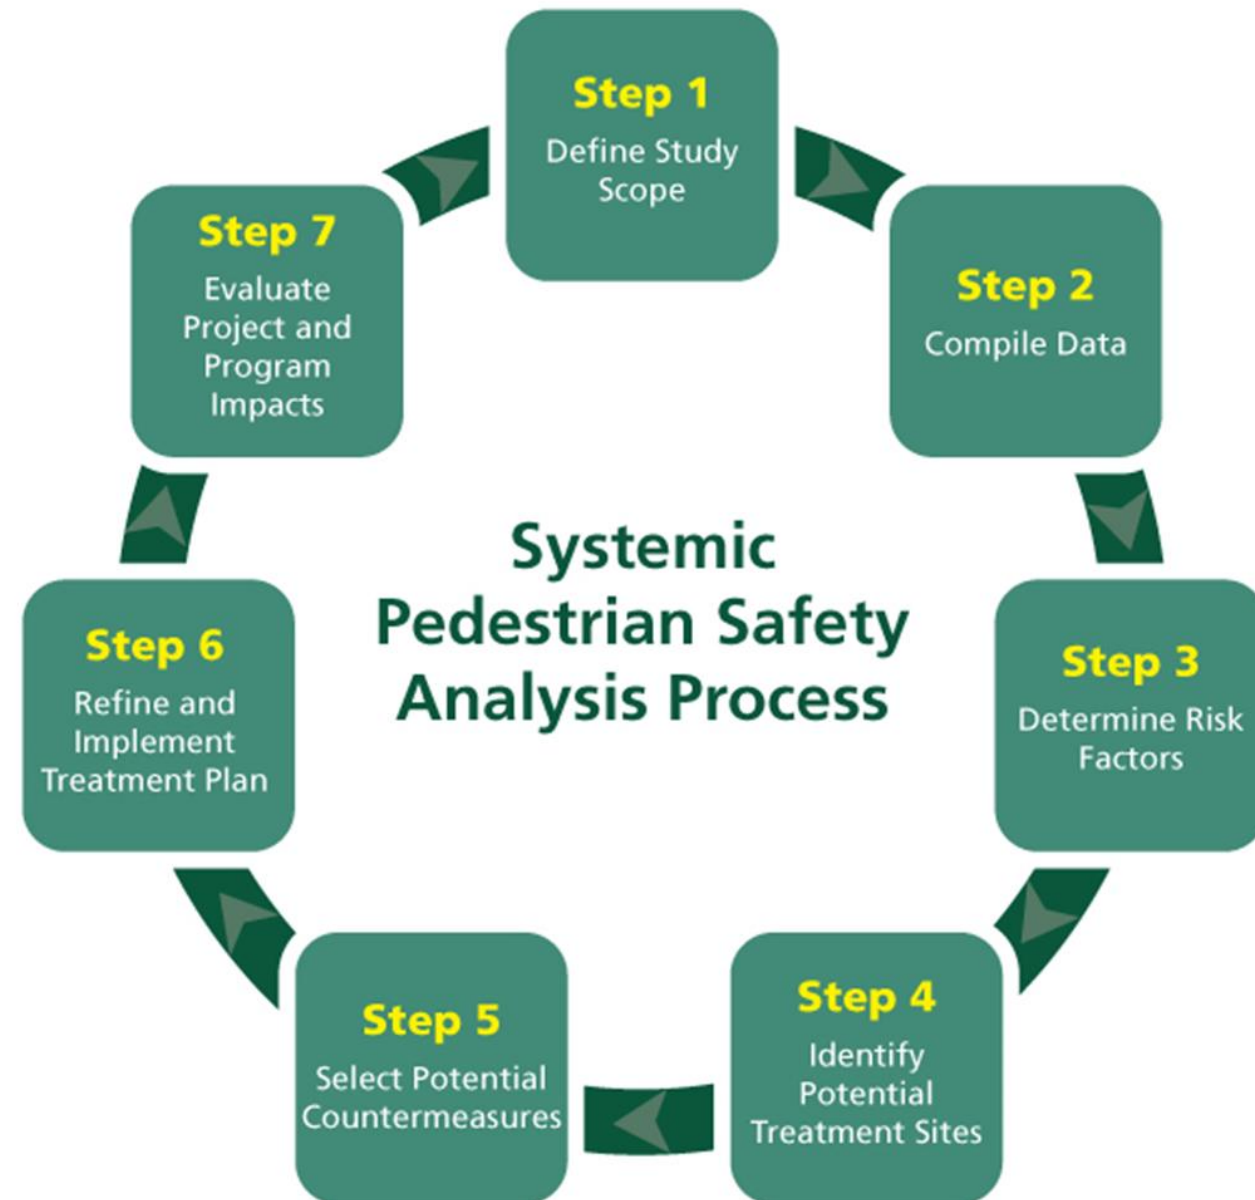 Step 1
Define Study
Scope
Step 2
Compile Data
Step 3
Determine Risk
Factors
Step 4
Identify
Potential
Treatment Sites
Step 5
Select Potential
Countermeasures
Step 6
Refine and
Implement
Treatment Plan
Step 7
Evaluate
Project and
Program
Impacts
Systemic
Pedestrian Safety
Analysis Process